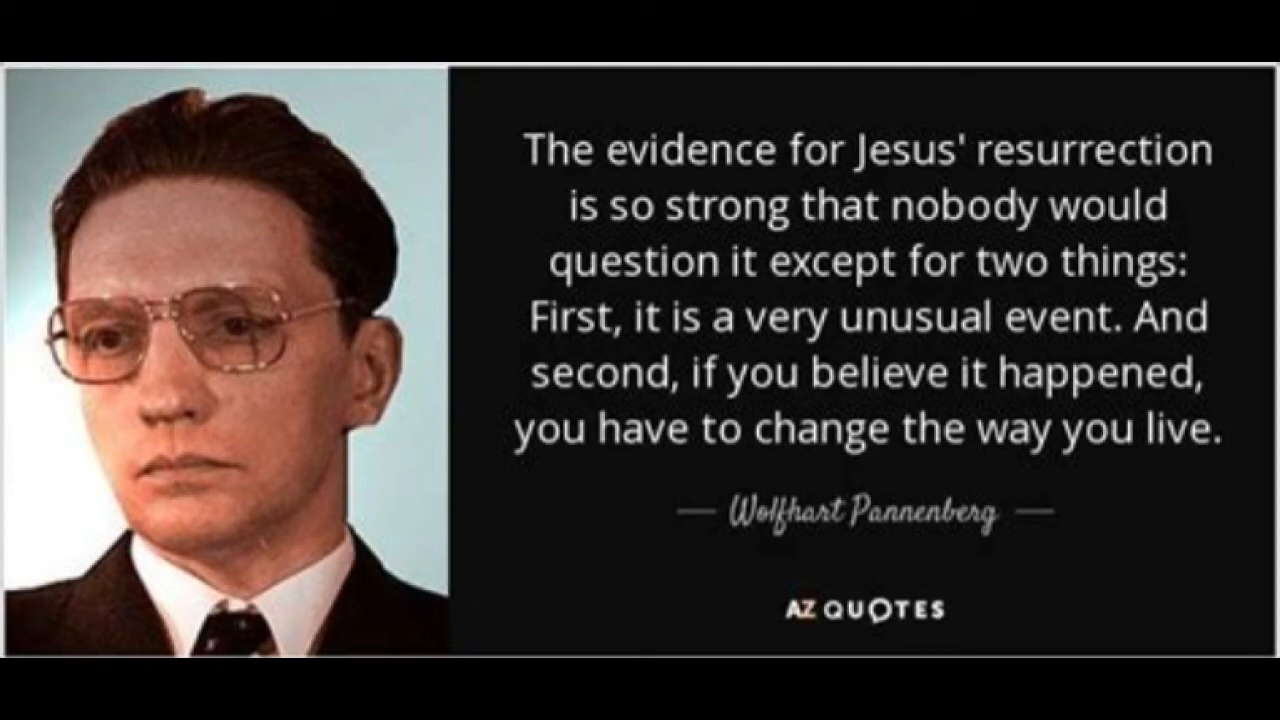 The evidence for Jesus' resurrection
is so strong that nobody would
question it except for two things:
First, it is a very unusual event. And
second, if you believe it happened,
you have to change the way you live.
Wolfhart Pannenberg
AZ QUOTES